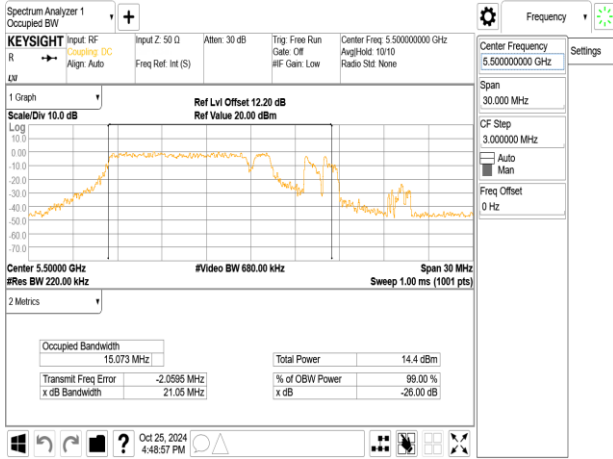 Spectrum Analyzer 1
Occupied BW
Frequency
KEYSIGHT
Input: RF
Input Z: 50 Ω
Atten: 30 dB
Trig: Free Run
Center Freq: 5.500000000 GHz
R
Coupling: DC
Gate: Off
Avg|Hold: 10/10
Align: Auto
Freq Ref: Int (S)
#IF Gain: Low
Radio Std: None
LXI
Center Frequency
5.500000000 GHz
Settings
Span
30.000 MHz
CF Step
3.000000 MHz
Auto
Man
Freq Offset
0 Hz
1 Graph
Ref Lvl Offset 12.20 dB
Scale/Div 10.0 dB
Ref Value 20.00 dBm
Log
10.0
0.00
-10.0
-20.0
-30.0
-40.0
-50.0
-60.0
-70.0
Center 5.50000 GHz
#Video BW 680.00 kHz
Span 30 MHz
#Res BW 220.00 kHz
Sweep 1.00 ms (1001 pts)
2 Metrics
Occupied Bandwidth
15.073 MHz
Total Power
14.4 dBm
Transmit Freq Error
-2.0595 MHz
% of OBW Power
99.00 %
x dB Bandwidth
21.05 MHz
x dB
-26.00 dB
?
Oct 25, 2024
4:48:57 PM